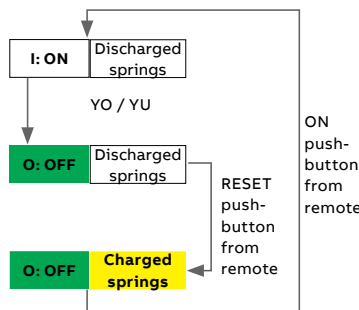 I: ON
Discharged
springs
YO / YU
ON
push-
button
from
remote
O: OFF
Discharged
springs
RESET
push-
button
from
remote
O: OFF
Charged
springs